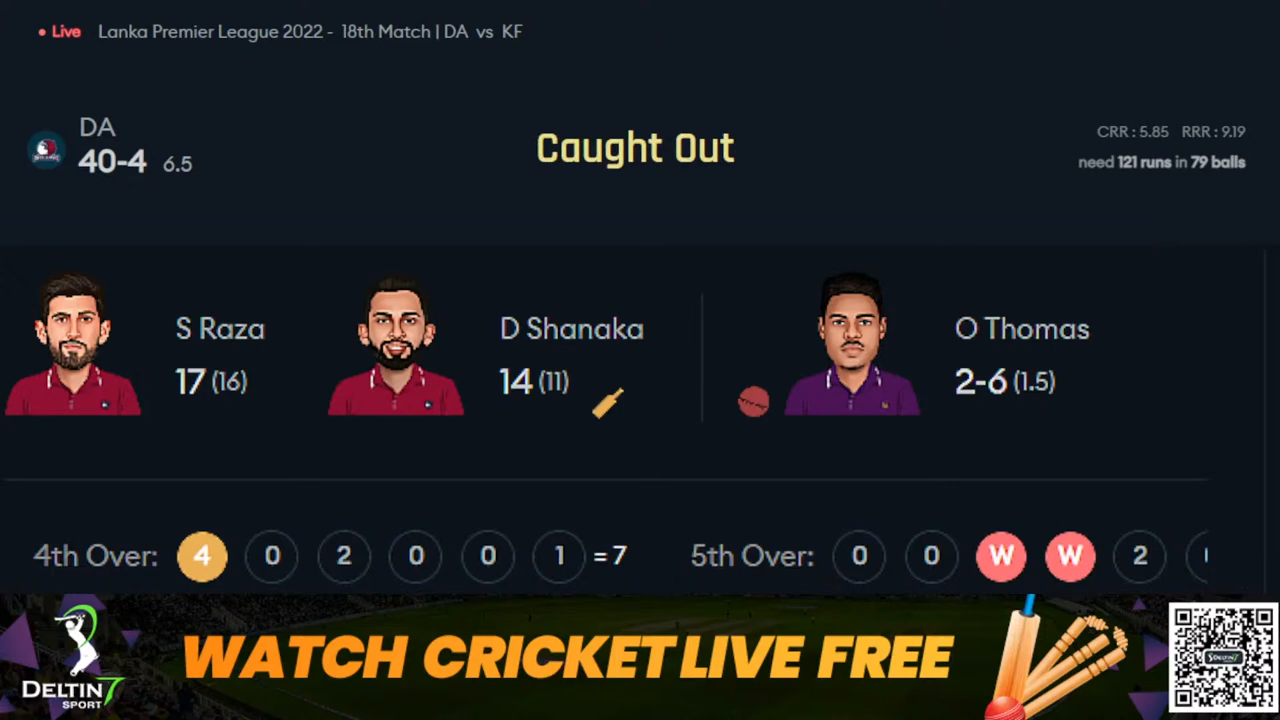 Live Lanka Premier League 2022 - 18th Match | DA vs KF
DA
40-4 6.5
Caught Out
CRR : 5.85 RRR : 9.19
need 121 runs in 79 balls
S Raza
17 (16)
D Shanaka
14 (11)
O Thomas
2-6 (1.5)
4th Over: 4 0 2 0 0 1 = 7 5th Over: 0 0 W W 2
DELTIN7
SPORT
WATCH CRICKET LIVE FREE